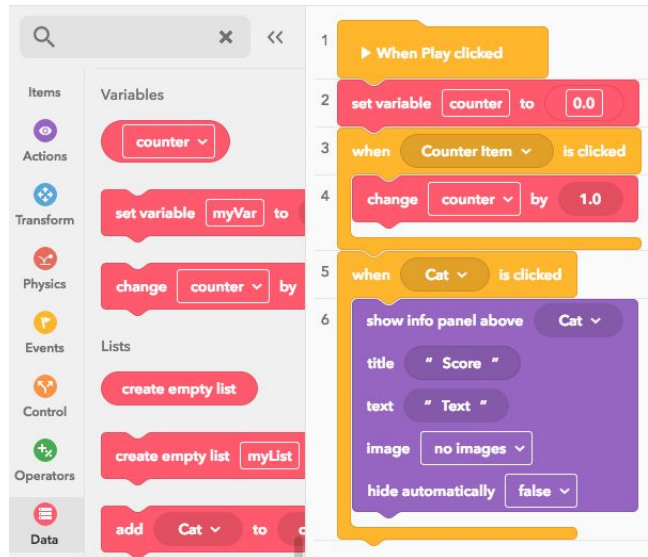 Items
Actions
Transform
Physics
Events
Control
Operators
Data
Variables
counter
set variable myVar to
change counter by
Lists
create empty list
create empty list myList
add Cat to
1 When Play clicked
2 set variable counter to 0.0
3 when Counter Item is clicked
4 change counter by 1.0
5 when Cat is clicked
6 show info panel above Cat
title " Score "
text " Text "
image no images
hide automatically false